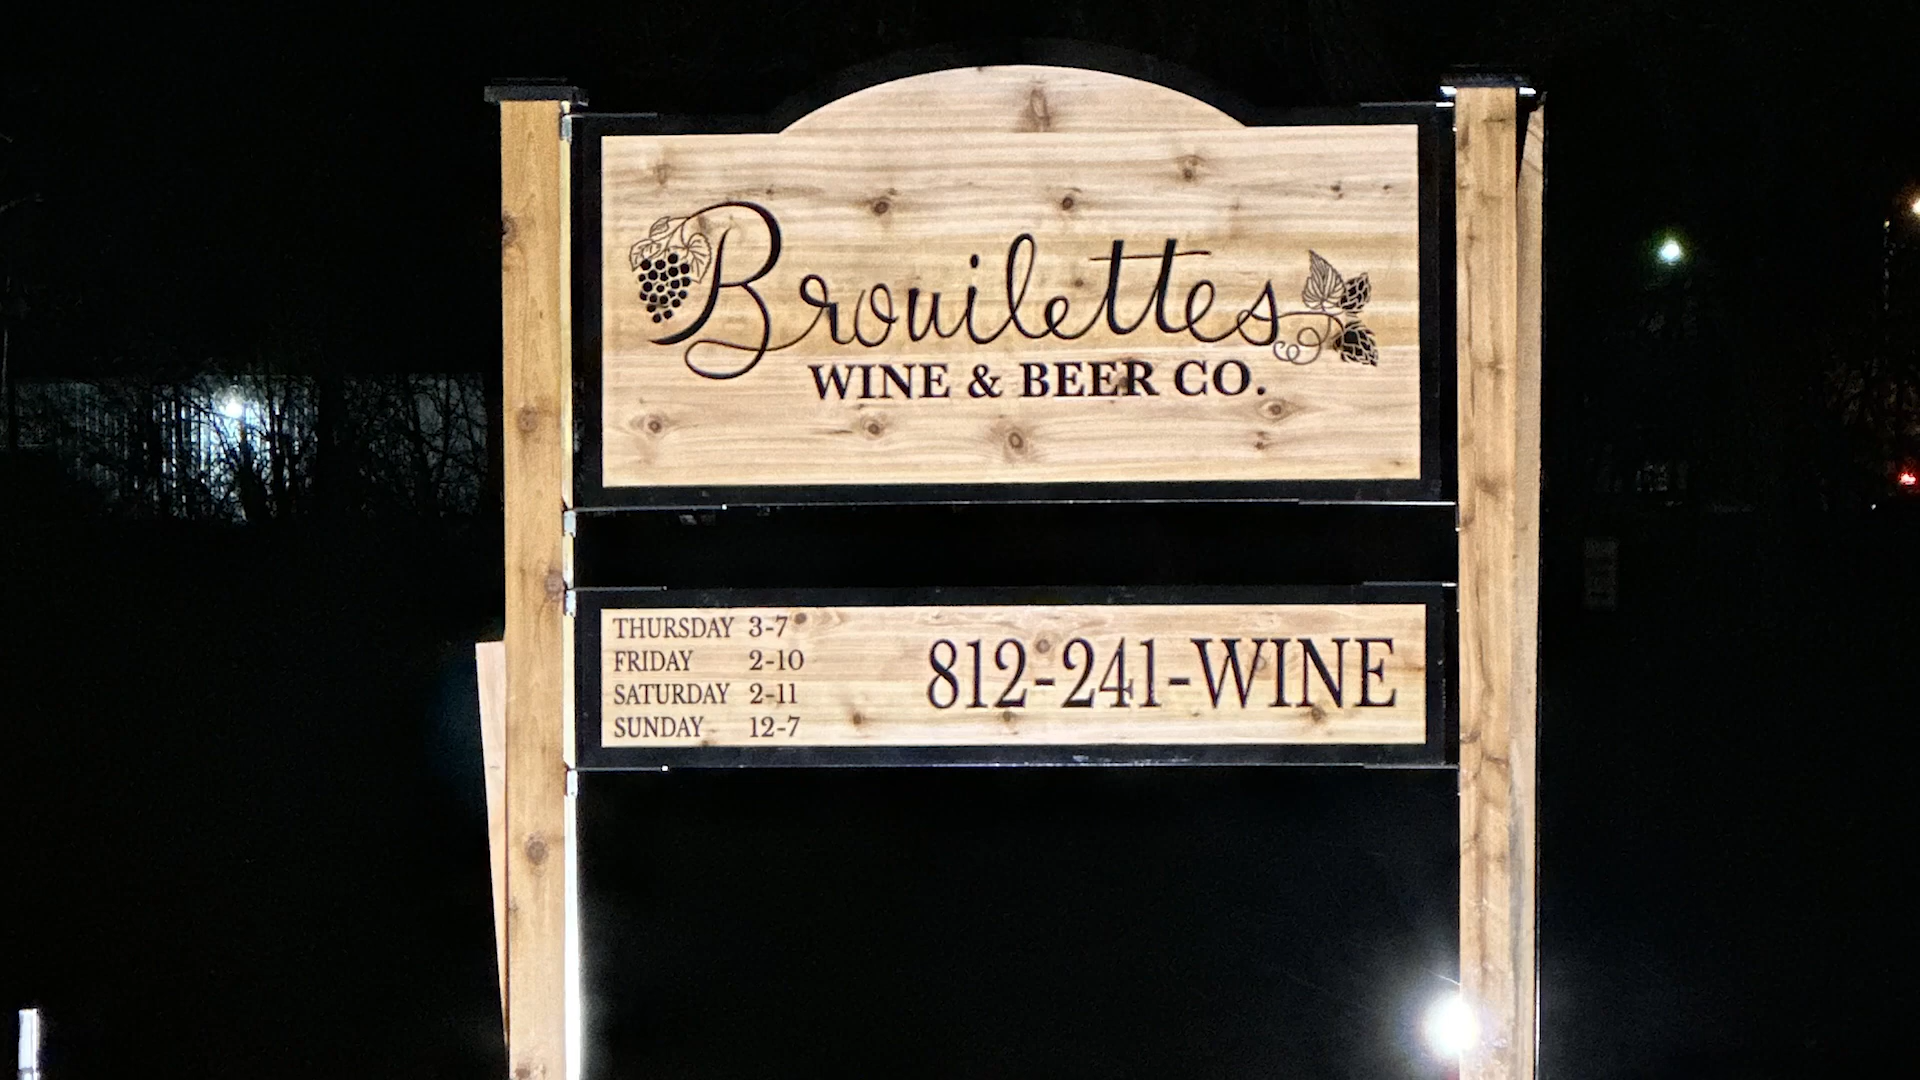 Brouilettes
WINE & BEER CO.
THURSDAY 3-7
FRIDAY 2-10
SATURDAY 2-11
SUNDAY 12-7
812-241-WINE